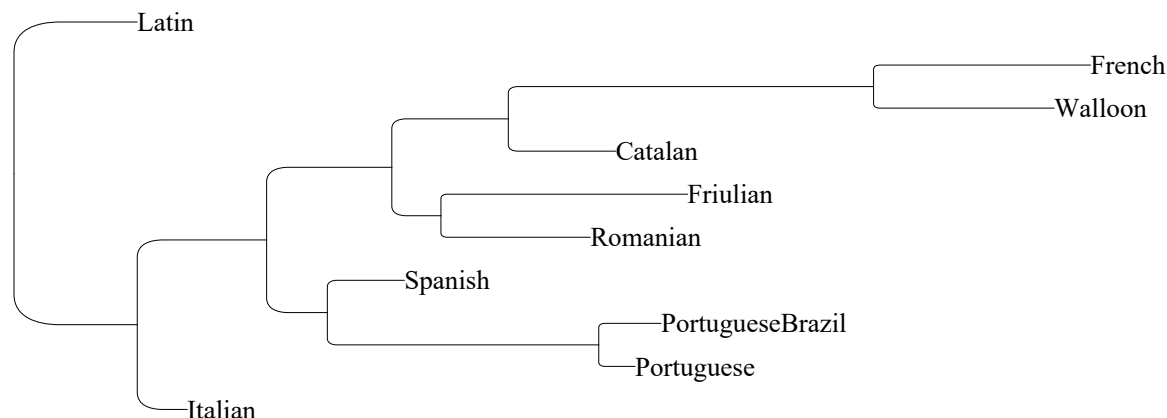 Latin
French
Walloon
Catalan
Friulian
Romanian
Spanish
PortugueseBrazil
Portuguese
Italian